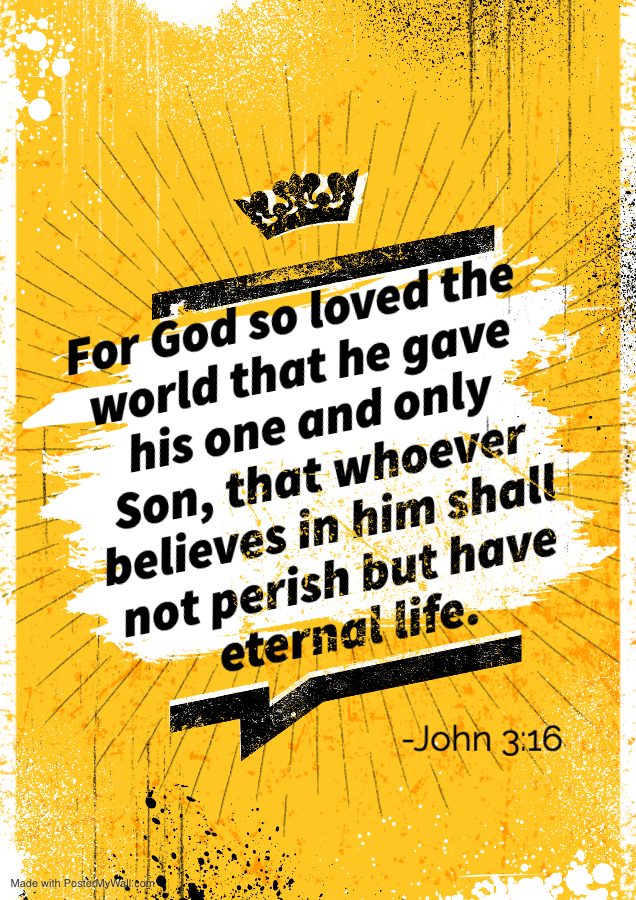 For God so loved the
world that he gave
his one and only
Son, that whoever
believes in him shall
not perish but have
eternal life.
-John 3:16
Made with PosterMyWall.com